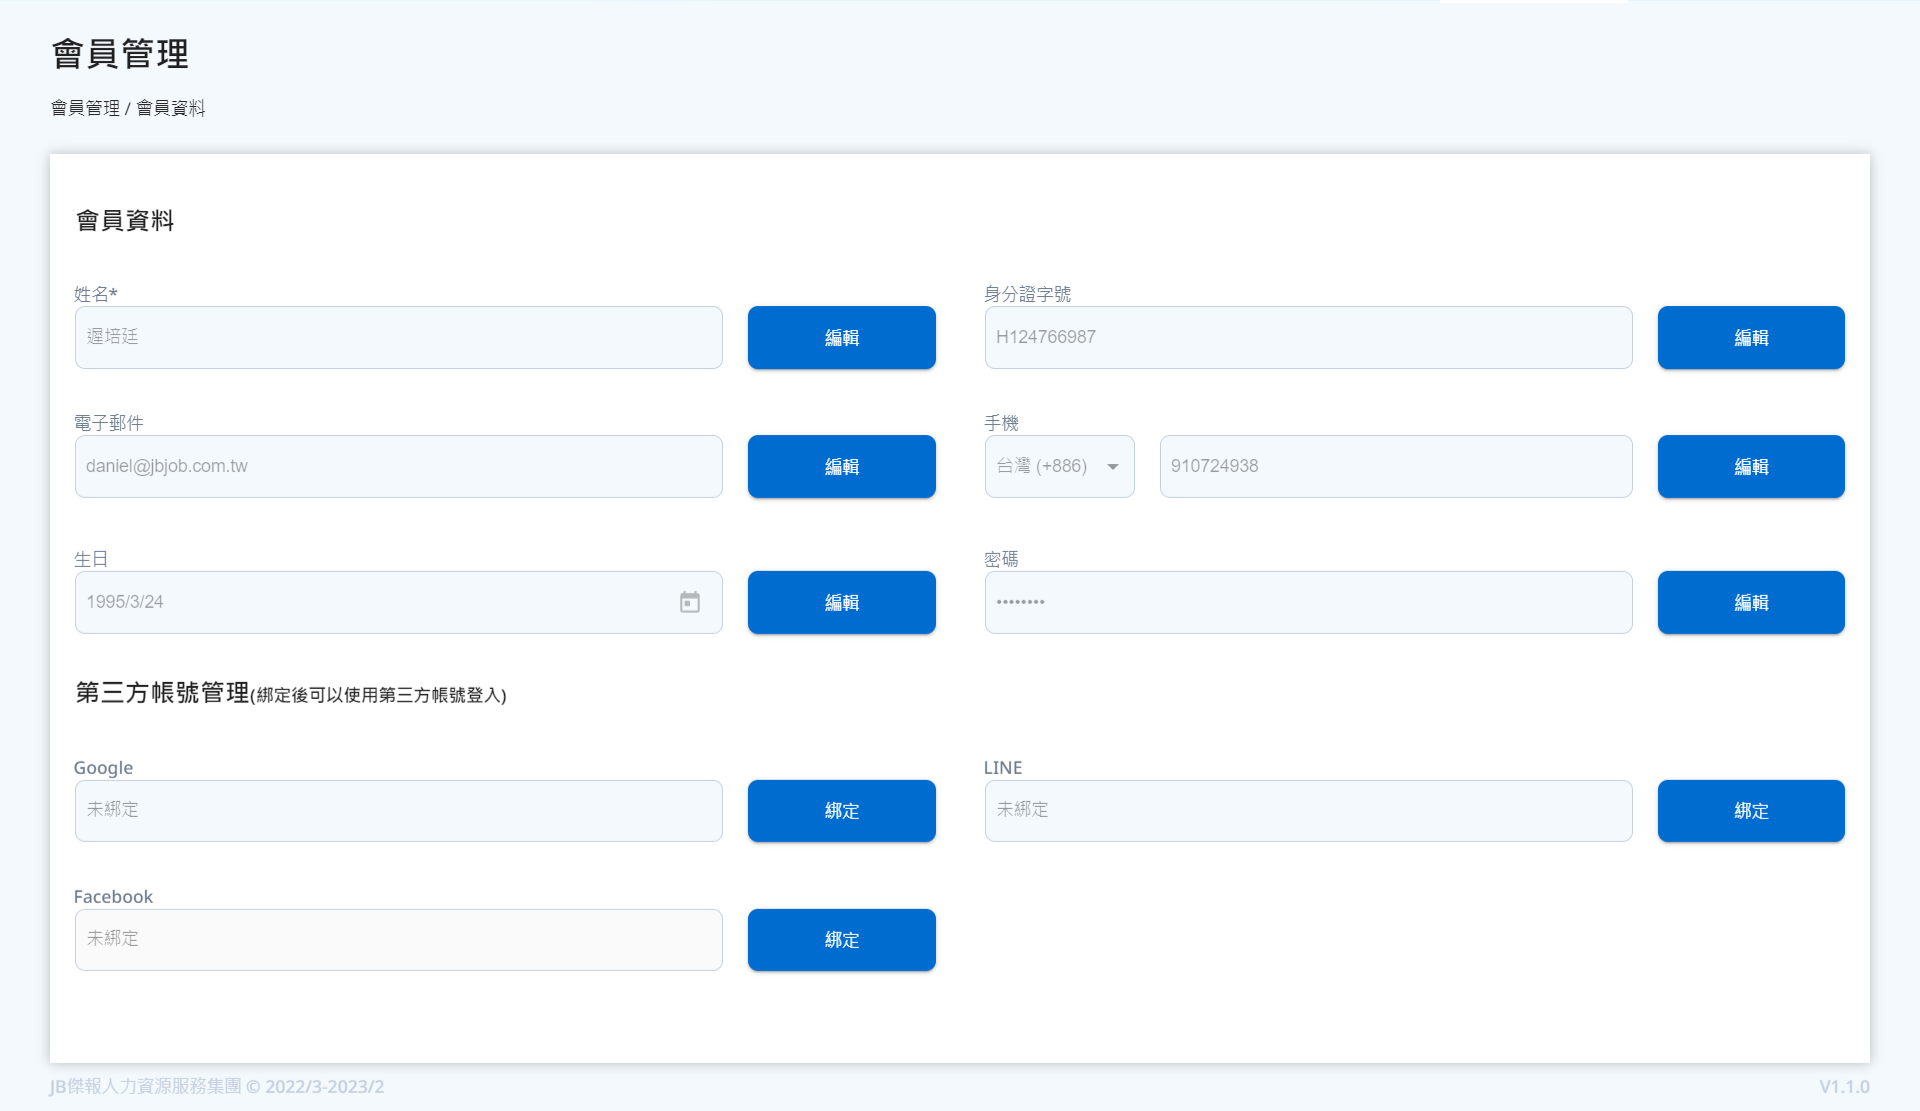 會員管理
會員管理 / 會員資料
會員資料
姓名*
遲培廷
編輯
身分證字號
H124766987
編輯
電子郵件
daniel@jbjob.com.tw
編輯
手機
台灣 (+886)
910724938
編輯
生日
1995/3/24
編輯
密碼
••••••••
編輯
第三方帳號管理(綁定後可以使用第三方帳號登入)
Google
未綁定
綁定
LINE
未綁定
綁定
Facebook
未綁定
綁定
JB傑報人力資源服務集團 © 2022/3-2023/2
V1.1.0